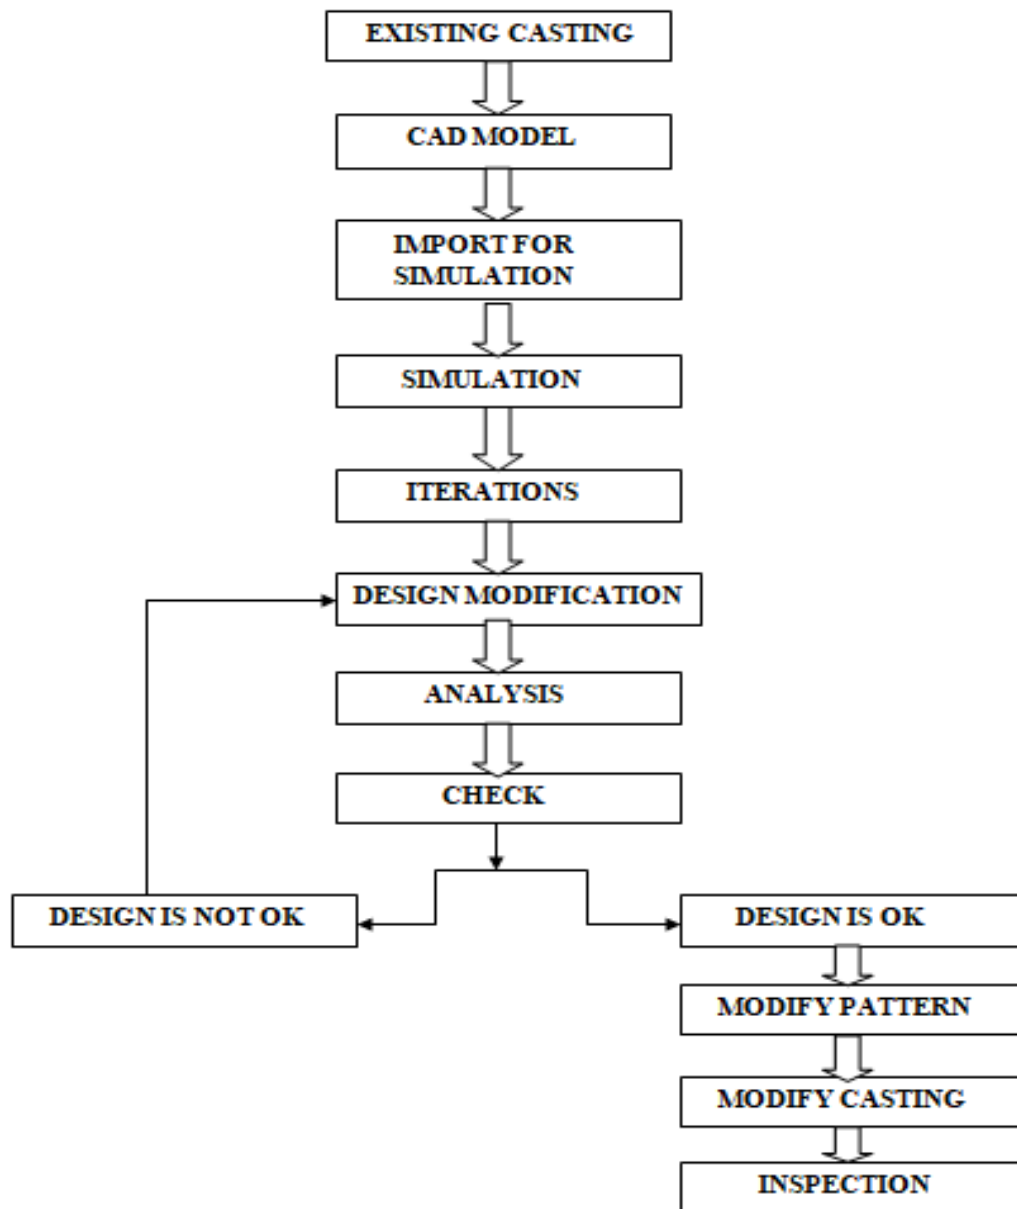 EXISTING CASTING
CAD MODEL
IMPORT FOR
SIMULATION
SIMULATION
ITERATIONS
DESIGN MODIFICATION
ANALYSIS
CHECK
DESIGN IS NOT OK
DESIGN IS OK
MODIFY PATTERN
MODIFY CASTING
INSPECTION